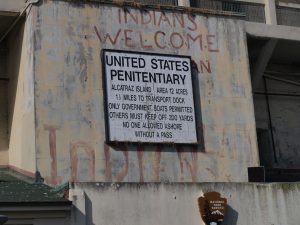 INDIANS
WELCOME
UNITED STATES
PENITENTIARY
ALCATRAZ ISLAND AREA 12 ACRES
1½ MILES TO TRANSPORT DOCK
ONLY GOVERNMENT BOATS PERMITTED
OTHERS MUST KEEP OFF 200 YARDS
NO ONE ALLOWED ASHORE
WITHOUT A PASS
INDIAN